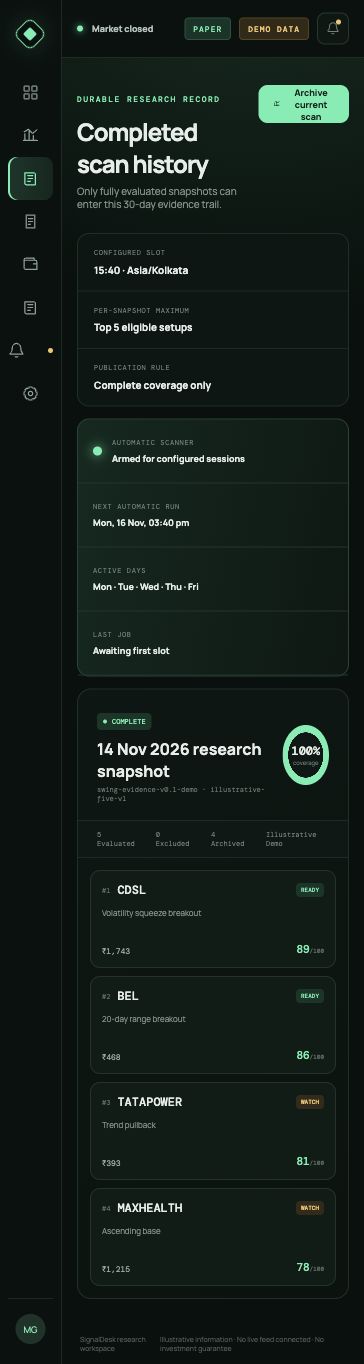 Market closed
PAPER
DEMO DATA
DURABLE RESEARCH RECORD
Archive
current
scan
Completed
scan history
Only fully evaluated snapshots can
enter this 30-day evidence trail.
CONFIGURED SLOT
15:40 · Asia/Kolkata
PER-SNAPSHOT MAXIMUM
Top 5 eligible setups
PUBLICATION RULE
Complete coverage only
AUTOMATIC SCANNER
Armed for configured sessions
NEXT AUTOMATIC RUN
Mon, 16 Nov, 03:40 pm
ACTIVE DAYS
Mon · Tue · Wed · Thu · Fri
LAST JOB
Awaiting first slot
COMPLETE
14 Nov 2026 research
snapshot
swing-evidence-v0.1-demo · illustrative-
five-v1
100%
coverage
5
Evaluated
0
Excluded
4
Archived
Illustrative
Demo
#1 CDSL
READY
Volatility squeeze breakout
₹1,743
89/100
#2 BEL
READY
20-day range breakout
₹468
86/100
#3 TATAPOWER
WATCH
Trend pullback
₹393
81/100
#4 MAXHEALTH
WATCH
Ascending base
₹1,215
78/100
MG
SignalDesk research
workspace
Illustrative information · No live feed connected · No
investment guarantee